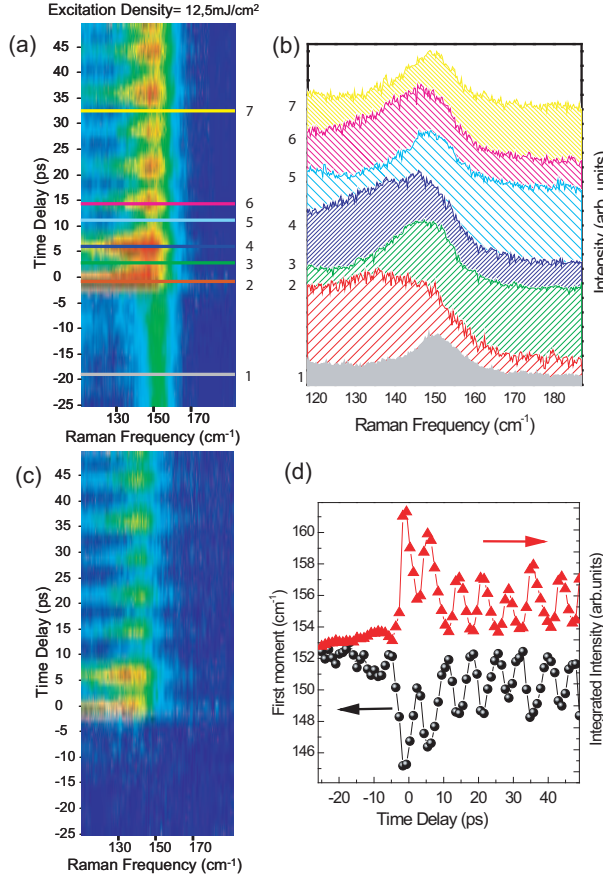 Excitation Density= 12,5mJ/cm²
(a)
45
40
35
30
25
20
15
10
5
0
-5
-10
-15
-20
-25
Time Delay (ps)
7
6
5
4
3
2
1
130 150 170
Raman Frequency (cm⁻¹)
(b)
7
6
5
4
3
2
1
120 130 140 150 160 170 180
Raman Frequency (cm⁻¹)
Intensity (arb. units)
(c)
45
40
35
30
25
20
15
10
5
0
-5
-10
-15
-20
-25
Time Delay (ps)
130 150 170
Raman Frequency (cm⁻¹)
(d)
160
156
154
152
150
148
146
First moment (cm⁻¹)
-20 -10 0 10 20 30 40
Time Delay (ps)
Integrated Intensity (arb.units)